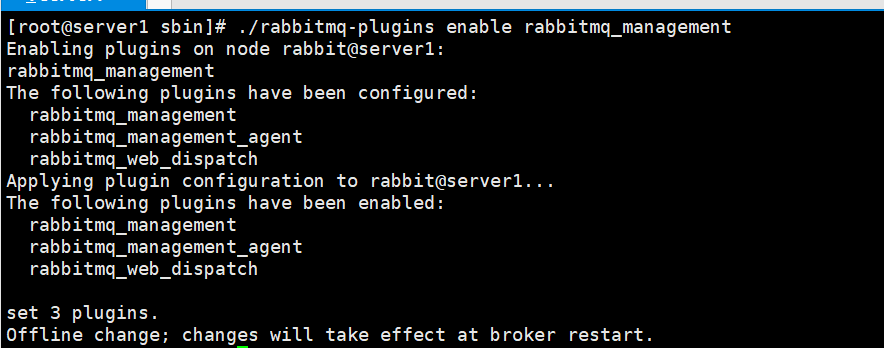 [root@server1 sbin]# ./rabbitmq-plugins enable rabbitmq_management
Enabling plugins on node rabbit@server1:
rabbitmq_management
The following plugins have been configured:
  rabbitmq_management
  rabbitmq_management_agent
  rabbitmq_web_dispatch
Applying plugin configuration to rabbit@server1...
The following plugins have been enabled:
  rabbitmq_management
  rabbitmq_management_agent
  rabbitmq_web_dispatch

set 3 plugins.
Offline change; changes will take effect at broker restart.